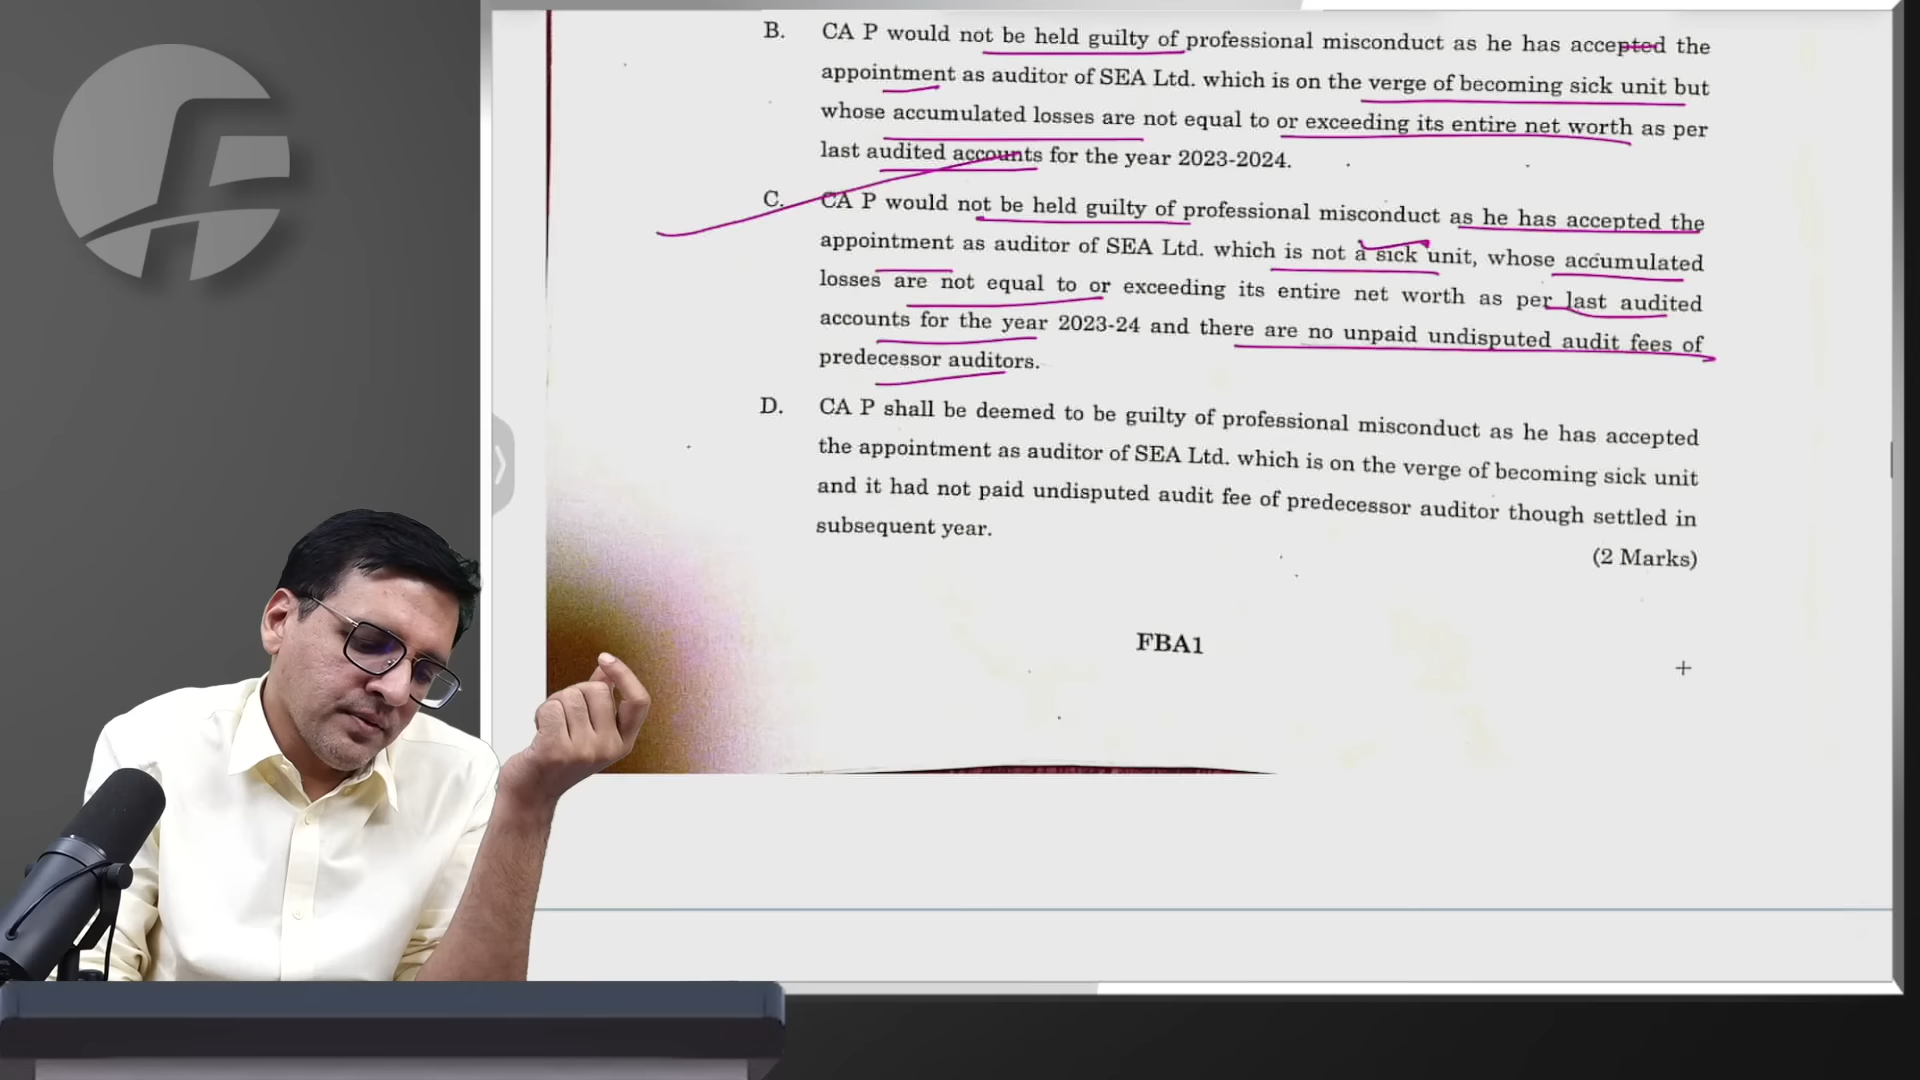 B. CA P would not be held guilty of professional misconduct as he has accepted the
appointment as auditor of SEA Ltd. which is on the verge of becoming sick unit but
whose accumulated losses are not equal to or exceeding its entire net worth as per
last audited accounts for the year 2023-2024.
C. CA P would not be held guilty of professional misconduct as he has accepted the
appointment as auditor of SEA Ltd. which is not a sick unit, whose accumulated
losses are not equal to or exceeding its entire net worth as per last audited
accounts for the year 2023-24 and there are no unpaid undisputed audit fees of
predecessor auditors.
D. CA P shall be deemed to be guilty of professional misconduct as he has accepted
the appointment as auditor of SEA Ltd. which is on the verge of becoming sick unit
and it had not paid undisputed audit fee of predecessor auditor though settled in
subsequent year.
(2 Marks)
FBA1